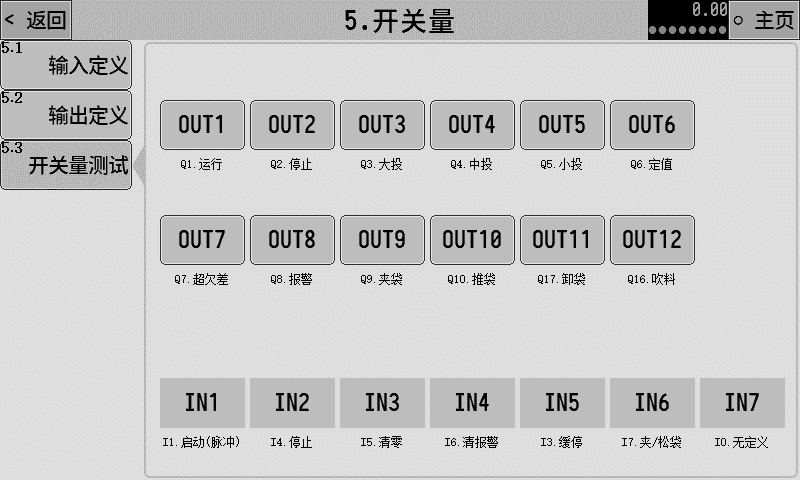 < 返回
5.开关量
0.00
主页
5.1
输入定义
5.2
输出定义
5.3
开关量测试
OUT1 OUT2 OUT3 OUT4 OUT5 OUT6
Q1.运行 Q2.停止 Q3.大投 Q4.中投 Q5.小投 Q6.定值
OUT7 OUT8 OUT9 OUT10 OUT11 OUT12
Q7.超欠差 Q8.报警 Q9.夹袋 Q10.推袋 Q17.卸袋 Q16.吹料
IN1 IN2 IN3 IN4 IN5 IN6 IN7
I1.启动(脉冲) I4.停止 I5.清零 I6.清报警 I3.缓停 I7.夹/松袋 I0.无定义